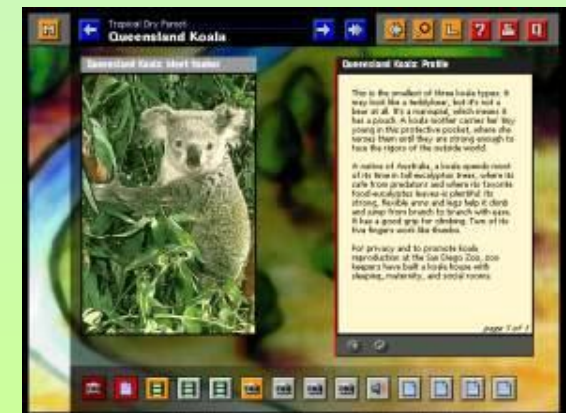 M
Tropical Dry Forest
Queensland Koala
?
Queensland Koala:
Queensland Koala: Profile
This is the smallest of three koala types. It
may look like a teddybear, but it's not a
bear at all. It's a marsupial, which means it
has a pouch. A koala mother carries her tiny
young in this protective pocket, where she
nurses them until they are strong enough to
face the rigors of the outside world.
A native of Australia, a koala spends most
of its time in tall eucalyptus trees, where its
safe from predators and where its favorite
food-eucalyptus leaves-is plentiful. Its
strong, flexible arms and legs help it climb
and jump from branch to branch with ease.
It has a good grip for climbing. Two of its
five fingers work like thumbs.
For privacy and to promote koala
reproduction at the San Diego Zoo, zoo
keepers have built a koala house with
sleeping, maternity, and social rooms.
page 1 of 1